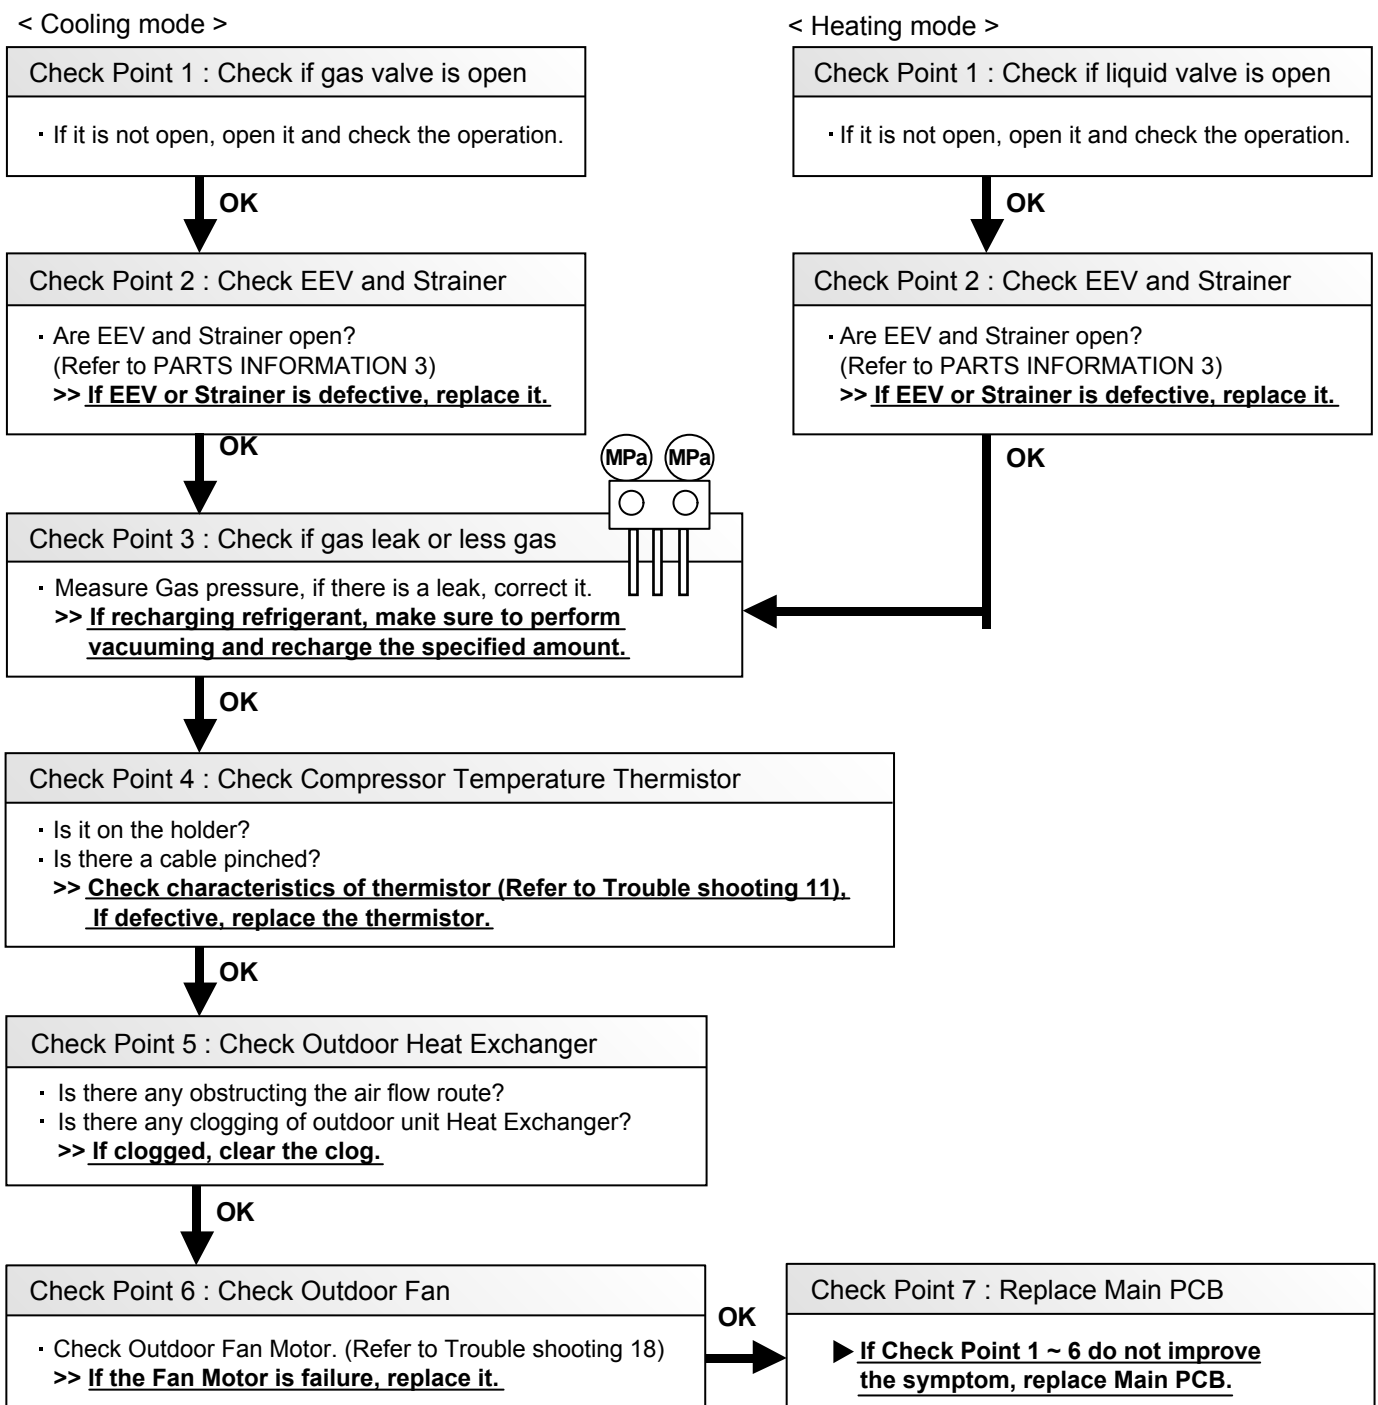 < Cooling mode >
Check Point 1 : Check if gas valve is open
· If it is not open, open it and check the operation.
OK
Check Point 2 : Check EEV and Strainer
· Are EEV and Strainer open?
(Refer to PARTS INFORMATION 3)
>> If EEV or Strainer is defective, replace it.
OK
< Heating mode >
Check Point 1 : Check if liquid valve is open
· If it is not open, open it and check the operation.
OK
Check Point 2 : Check EEV and Strainer
· Are EEV and Strainer open?
(Refer to PARTS INFORMATION 3)
>> If EEV or Strainer is defective, replace it.
OK
MPa MPa
Check Point 3 : Check if gas leak or less gas
· Measure Gas pressure, if there is a leak, correct it.
>> If recharging refrigerant, make sure to perform
vacuuming and recharge the specified amount.
OK
Check Point 4 : Check Compressor Temperature Thermistor
· Is it on the holder?
· Is there a cable pinched?
>> Check characteristics of thermistor (Refer to Trouble shooting 11),
If defective, replace the thermistor.
OK
Check Point 5 : Check Outdoor Heat Exchanger
· Is there any obstructing the air flow route?
· Is there any clogging of outdoor unit Heat Exchanger?
>> If clogged, clear the clog.
OK
Check Point 6 : Check Outdoor Fan
· Check Outdoor Fan Motor. (Refer to Trouble shooting 18)
>> If the Fan Motor is failure, replace it.
OK
Check Point 7 : Replace Main PCB
▶ If Check Point 1 ~ 6 do not improve
the symptom, replace Main PCB.